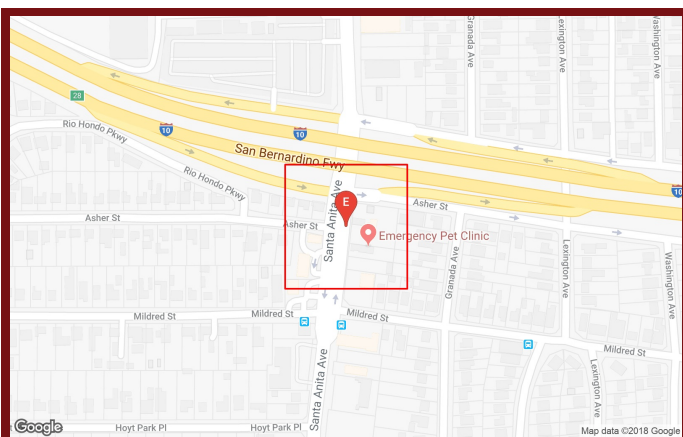 Granada Ave
Lexington Ave
Washington Ave
28
Rio Hondo Pkwy
10
10
San Bernardino Fwy
Rio Hondo Pkwy
10
Santa Anita Ave
E
Asher St
Asher St
Asher St
Emergency Pet Clinic
Granada Ave
Lexington Ave
Washington Ave
Mildred St
Mildred St
Mildred St
Santa Anita Ave
Lexington Ave
Google
Hoyt Park Pl
Hoyt Park Pl
Map data ©2018 Google